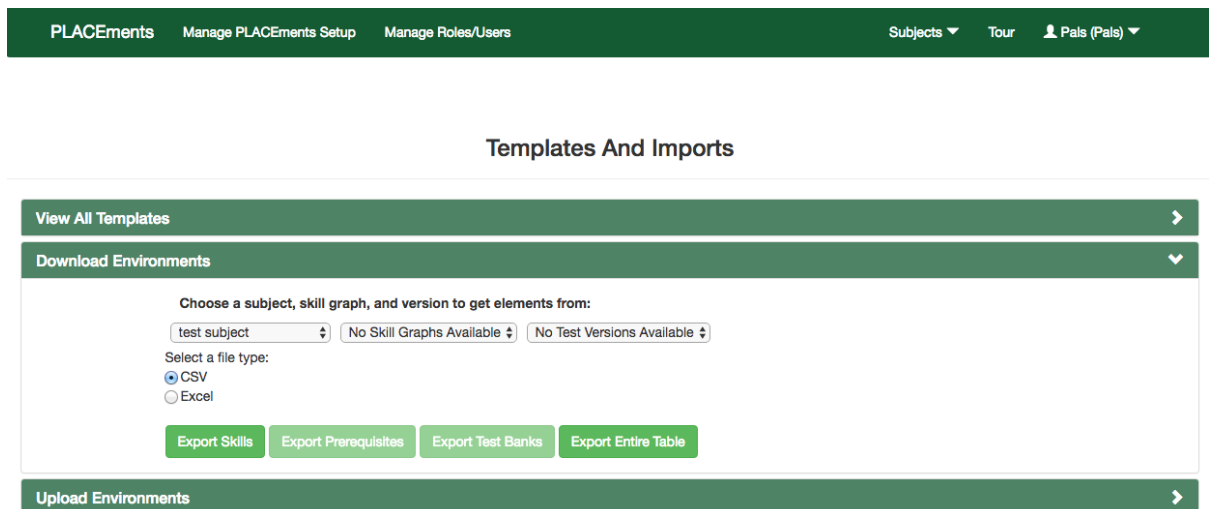 PLACEments Manage PLACEments Setup Manage Roles/Users Subjects Tour Pals (Pals)
Templates And Imports
View All Templates
Download Environments
Choose a subject, skill graph, and version to get elements from:
test subject No Skill Graphs Available No Test Versions Available
Select a file type:
CSV
Excel
Export Skills Export Prerequisites Export Test Banks Export Entire Table
Upload Environments